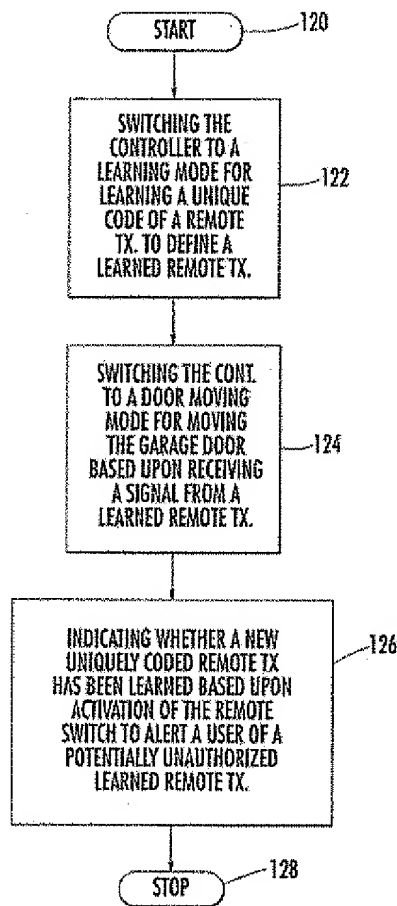 START
120
SWITCHING THE
CONTROLLER TO A
LEARNING MODE FOR
LEARNING A UNIQUE
CODE OF A REMOTE
TX. TO DEFINE A
LEARNED REMOTE TX.
122
SWITCHING THE CONT.
TO A DOOR MOVING
MODE FOR MOVING
THE GARAGE DOOR
BASED UPON RECEIVING
A SIGNAL FROM A
LEARNED REMOTE TX.
124
INDICATING WHETHER A NEW
UNIQUELY CODED REMOTE TX
HAS BEEN LEARNED BASED UPON
ACTIVATION OF THE REMOTE
SWITCH TO ALERT A USER OF A
POTENTIALLY UNAUTHORIZED
LEARNED REMOTE TX.
126
STOP
128